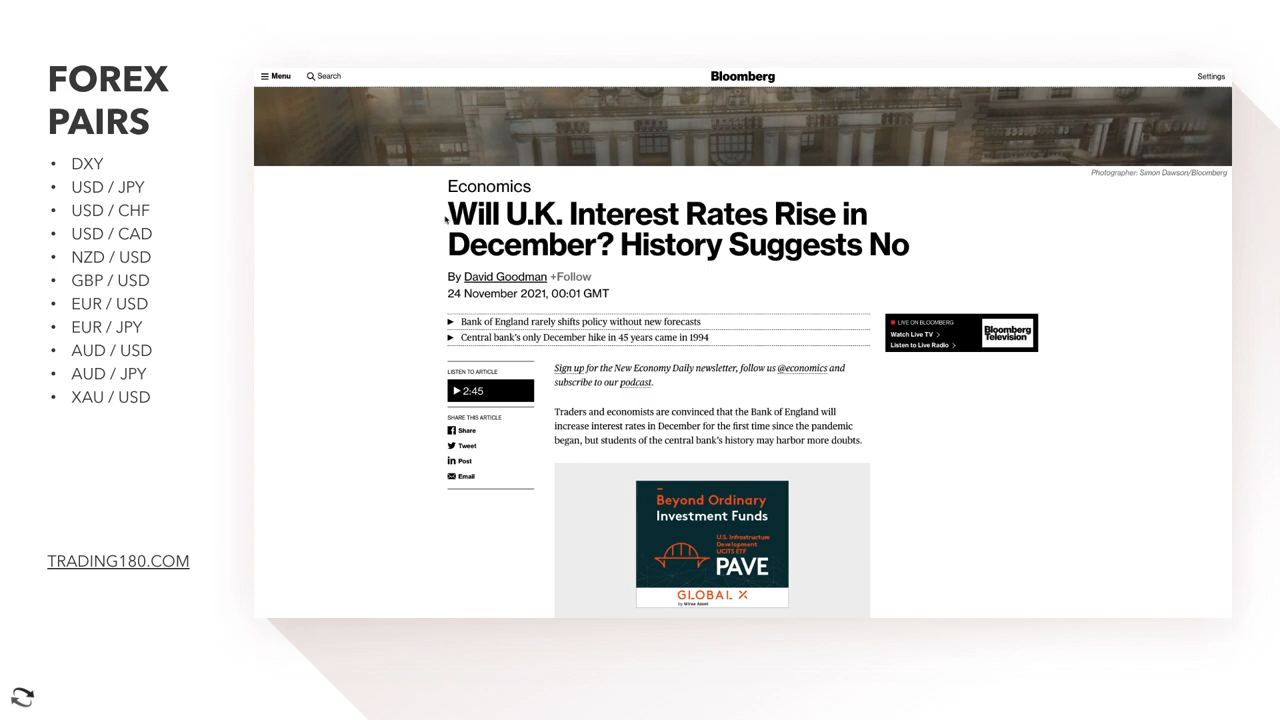 FOREX
PAIRS
• DXY
• USD / JPY
• USD / CHF
• USD / CAD
• NZD / USD
• GBP / USD
• EUR / USD
• EUR / JPY
• AUD / USD
• AUD / JPY
• XAU / USD
TRADING180.COM
Menu Search Bloomberg Settings
Photographer: Simon Dawson/Bloomberg
Economics
Will U.K. Interest Rates Rise in
December? History Suggests No
By David Goodman +Follow
24 November 2021, 00:01 GMT
Bank of England rarely shifts policy without new forecasts
Central bank's only December hike in 45 years came in 1994
LIVE ON BLOOMBERG
Watch Live TV >
Listen to Live Radio >
Bloomberg
Television
LISTEN TO ARTICLE
2:45
SHARE THIS ARTICLE
Share
Tweet
Post
Email
Sign up for the New Economy Daily newsletter, follow us @economics and
subscribe to our podcast.
Traders and economists are convinced that the Bank of England will
increase interest rates in December for the first time since the pandemic
began, but students of the central bank's history may harbor more doubts.
Beyond Ordinary
Investment Funds
U.S. Infrastructure
Development
UCITS ETF
PAVE
GLOBAL X
by Mirae Asset